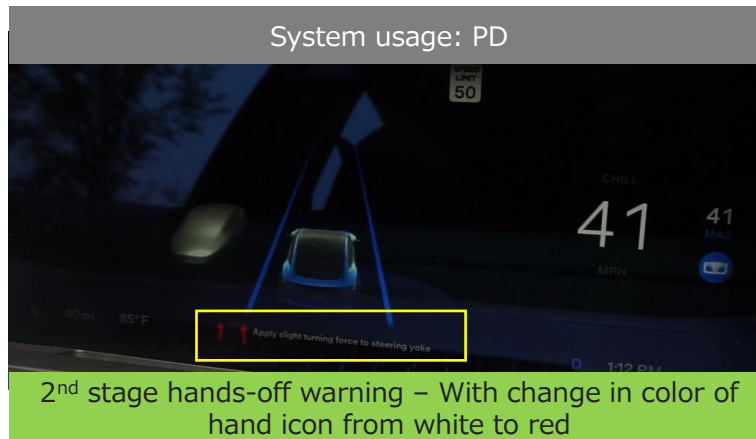 System usage: PD
SPEED
LIMIT
50
CHILL
41
41
MAX
MPH
90 mi 85°F
Apply slight turning force to steering yoke
D 1:12 PM
2nd stage hands-off warning – With change in color of
hand icon from white to red